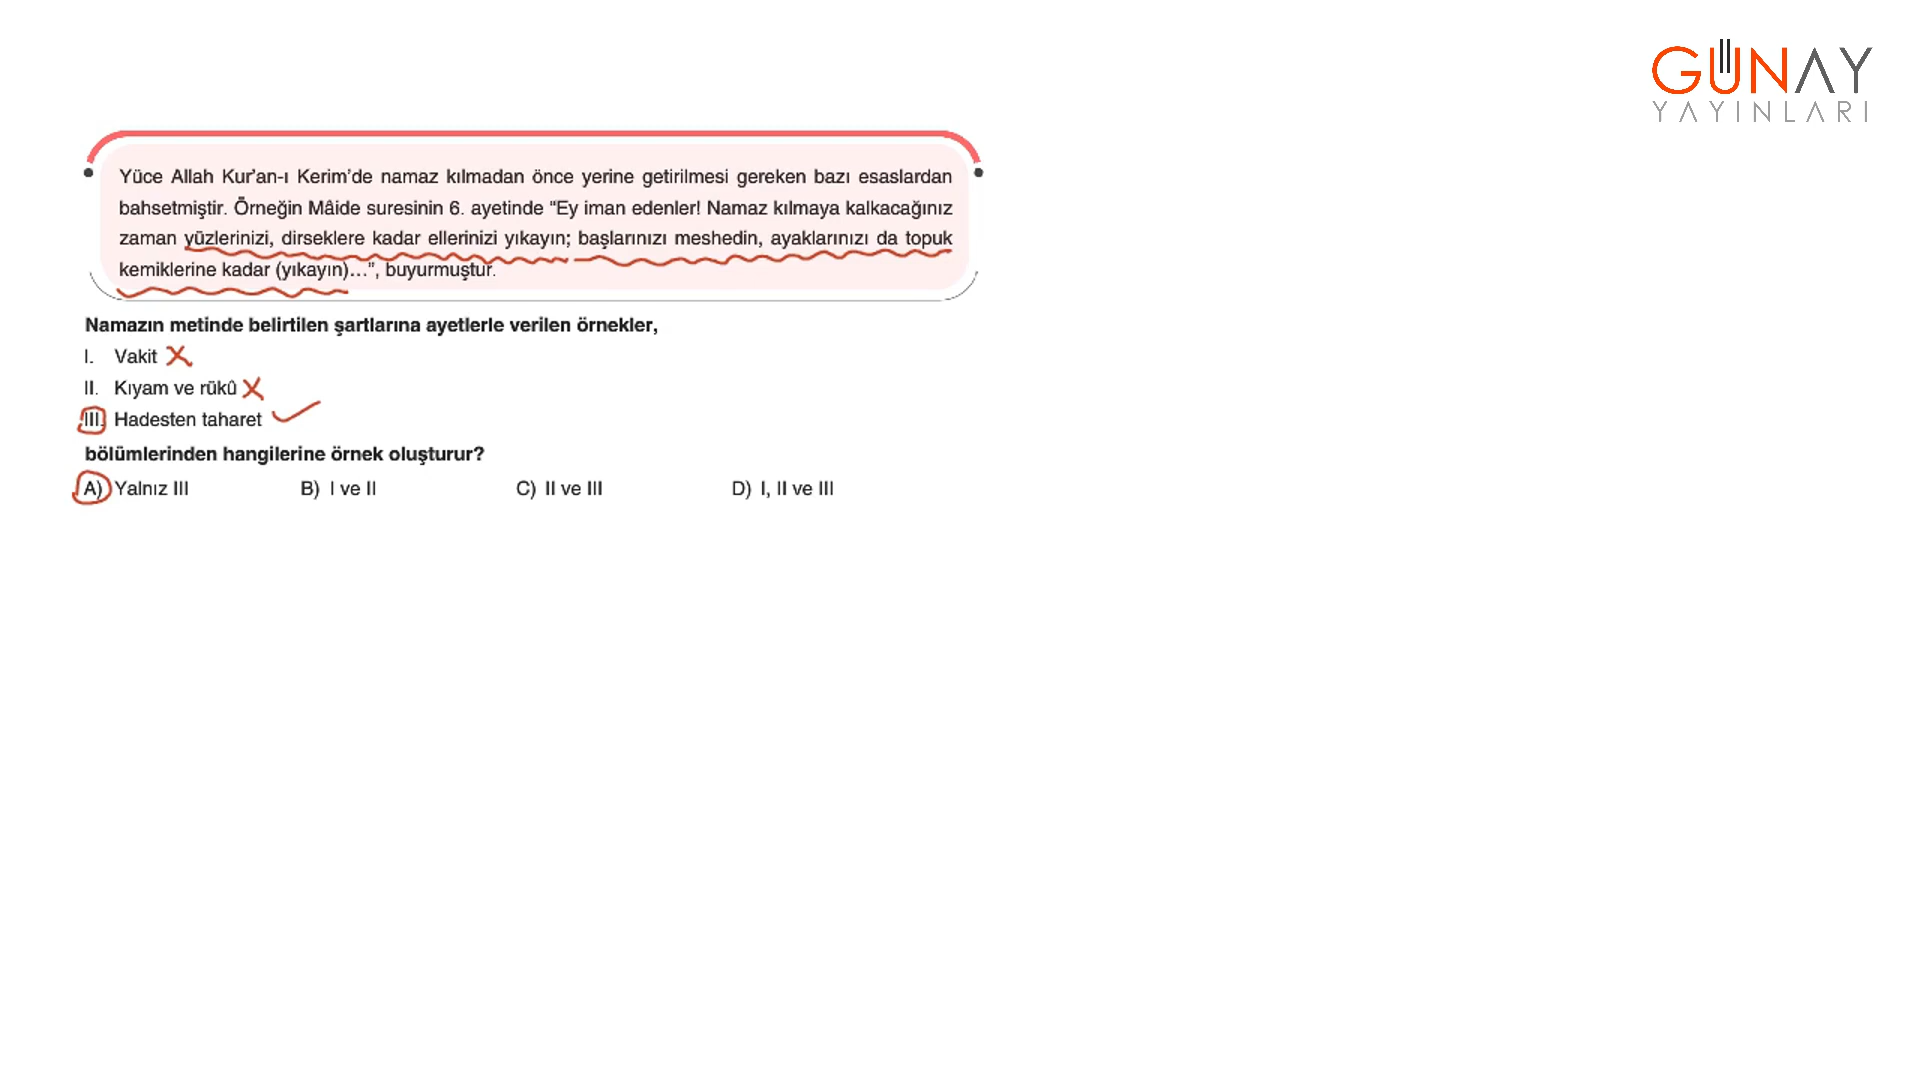 GÜNAY
YAYINLARI
Yüce Allah Kur'an-ı Kerim'de namaz kılmadan önce yerine getirilmesi gereken bazı esaslardan
bahsetmiştir. Örneğin Mâide suresinin 6. ayetinde “Ey iman edenler! Namaz kılmaya kalkacağınız
zaman yüzlerinizi, dirseklere kadar ellerinizi yıkayın; başlarınızı meshedin, ayaklarınızı da topuk
kemiklerine kadar (yıkayın)...”, buyurmuştur.
Namazın metinde belirtilen şartlarına ayetlerle verilen örnekler,
I. Vakit
II. Kıyam ve rükû
III. Hadesten taharet
bölümlerinden hangilerine örnek oluşturur?
A) Yalnız III B) I ve II C) II ve III D) I, II ve III